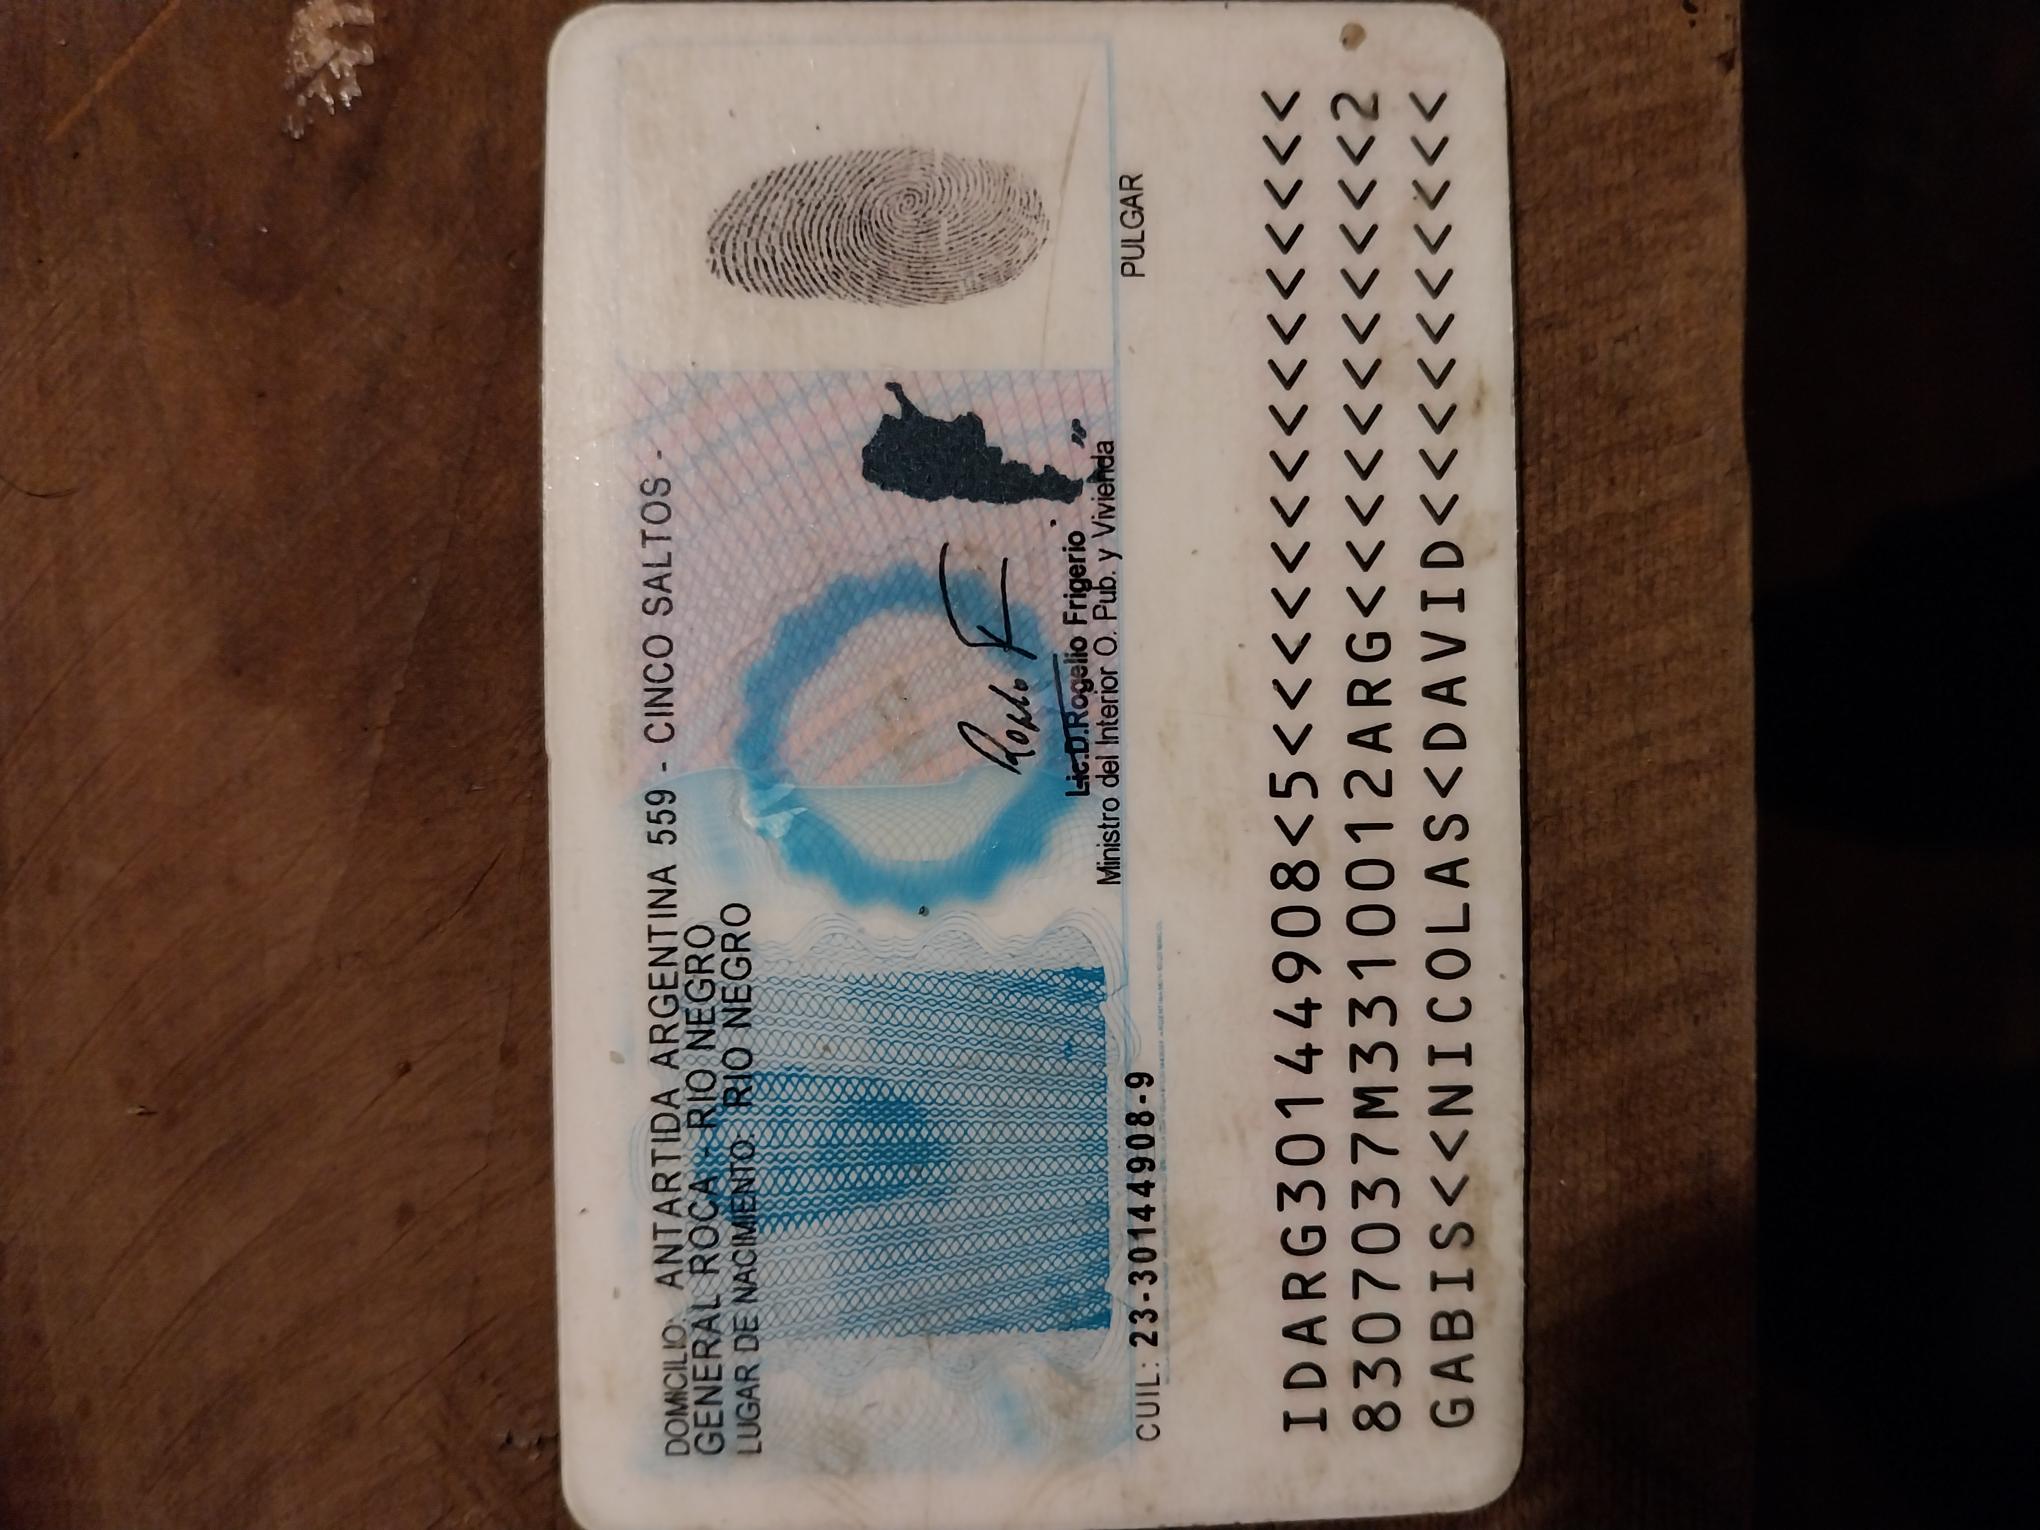 DOMICILIO: ANTARTIDA ARGENTINA 559 - CINCO SALTOS -
GENERAL ROCA - RIO NEGRO
LUGAR DE NACIMIENTO: RIO NEGRO
Lic.D.Rogelio Frigerio
Ministro del Interior O. Pub. y Vivienda
CUIL: 23-30144908-9
PULGAR
IDARG30144908<5<<<<<<<<<<<<<<<
8307037M3310012ARG<<<<<<<<<<<2
GABIS<<NICOLAS<DAVID<<<<<<<<<<